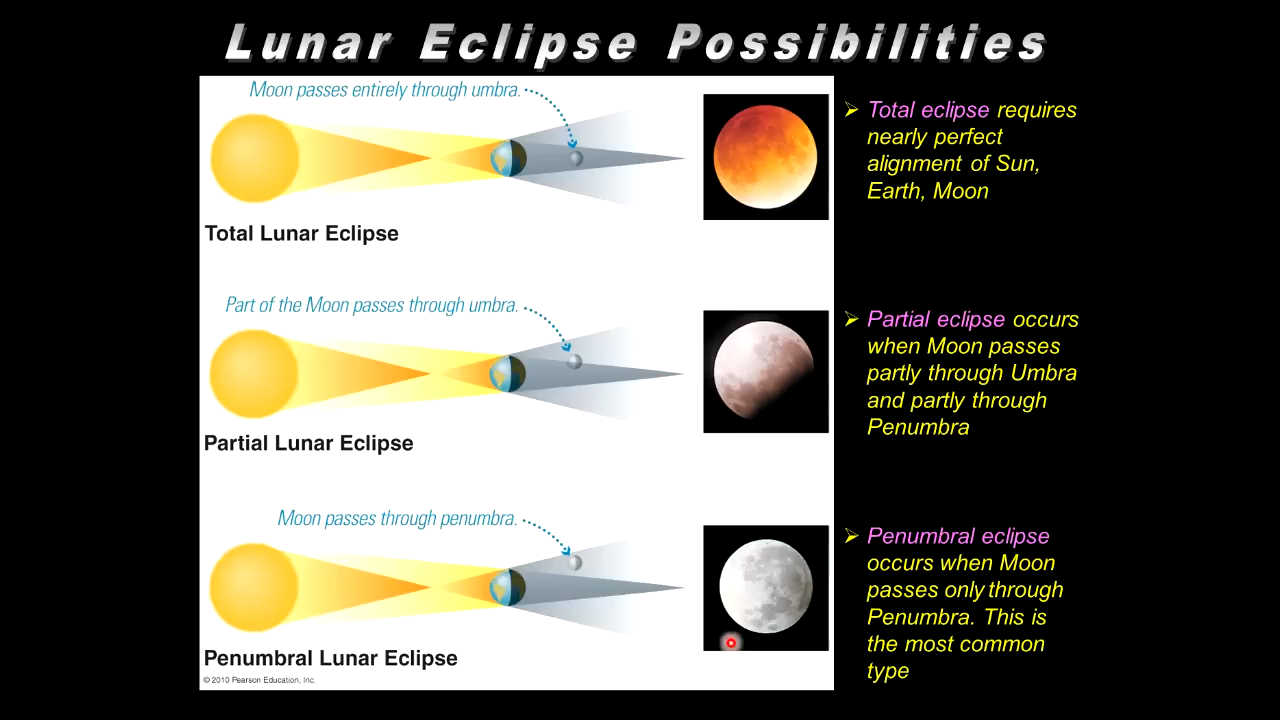 Lunar Eclipse Possibilities
Moon passes entirely through umbra.
Total Lunar Eclipse
➢ Total eclipse requires
nearly perfect
alignment of Sun,
Earth, Moon
Part of the Moon passes through umbra.
Partial Lunar Eclipse
➢ Partial eclipse occurs
when Moon passes
partly through Umbra
and partly through
Penumbra
Moon passes through penumbra.
Penumbral Lunar Eclipse
© 2010 Pearson Education, Inc.
➢ Penumbral eclipse
occurs when Moon
passes only through
Penumbra. This is
the most common
type